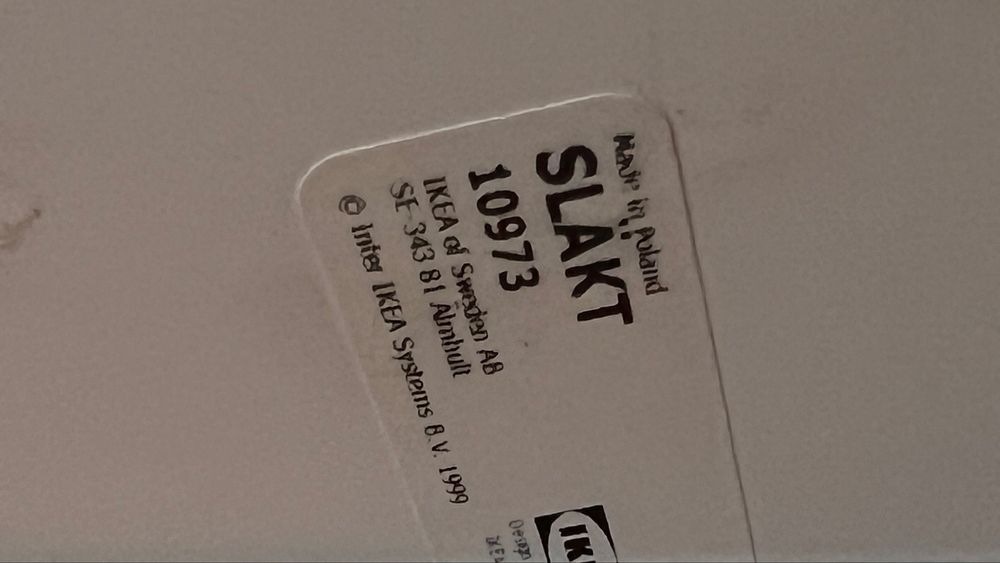 Made in Poland
SLAKT
10973
IKEA of Sweden AB
SE-343 81 Älmhult
© Inter IKEA Systems B.V. 1999